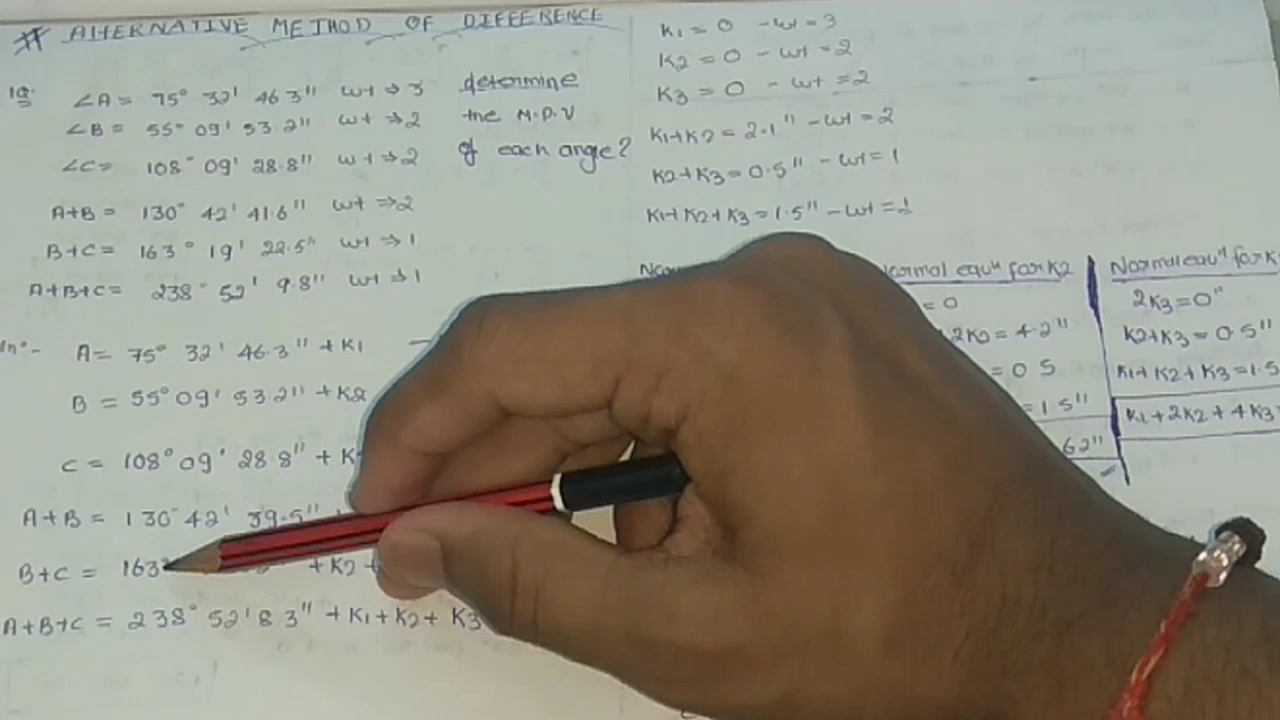 # ALTERNATIVE METHOD OF DIFFERENCE
∠A = 75° 32' 46.3" wt ⇒ 3 determine
∠B = 55° 09' 53.2" wt ⇒ 2 the M.P.V
∠C = 108° 09' 28.8" wt ⇒ 2 of each angle?
A+B = 130° 42' 41.6" wt ⇒ 2
B+C = 163° 19' 22.5" wt ⇒ 1
A+B+C = 238° 52' 9.8" wt ⇒ 1
A = 75° 32' 46.3" + K1
B = 55° 09' 53.2" + K2
C = 108° 09' 28.8" + K
A+B = 130° 42' 39.5"
B+C = 163° + K2 +
A+B+C = 238° 52' 8.3" + K1 + K2 + K3
K1 = 0 - wt = 3
K2 = 0 - wt = 2
K3 = 0 - wt = 2
K1+K2 = 2.1" - wt = 2
K2+K3 = 0.5" - wt = 1
K1+K2+K3 = 1.5" - wt = 1
Normal equⁿ for K2
= 0
2K2 = 4.2"
= 0.5
= 1.5"
62"
Normal equⁿ for K
2K3 = 0"
K2+K3 = 0.5"
K1+K2+K3 = 1.5
K1+2K2+4K3